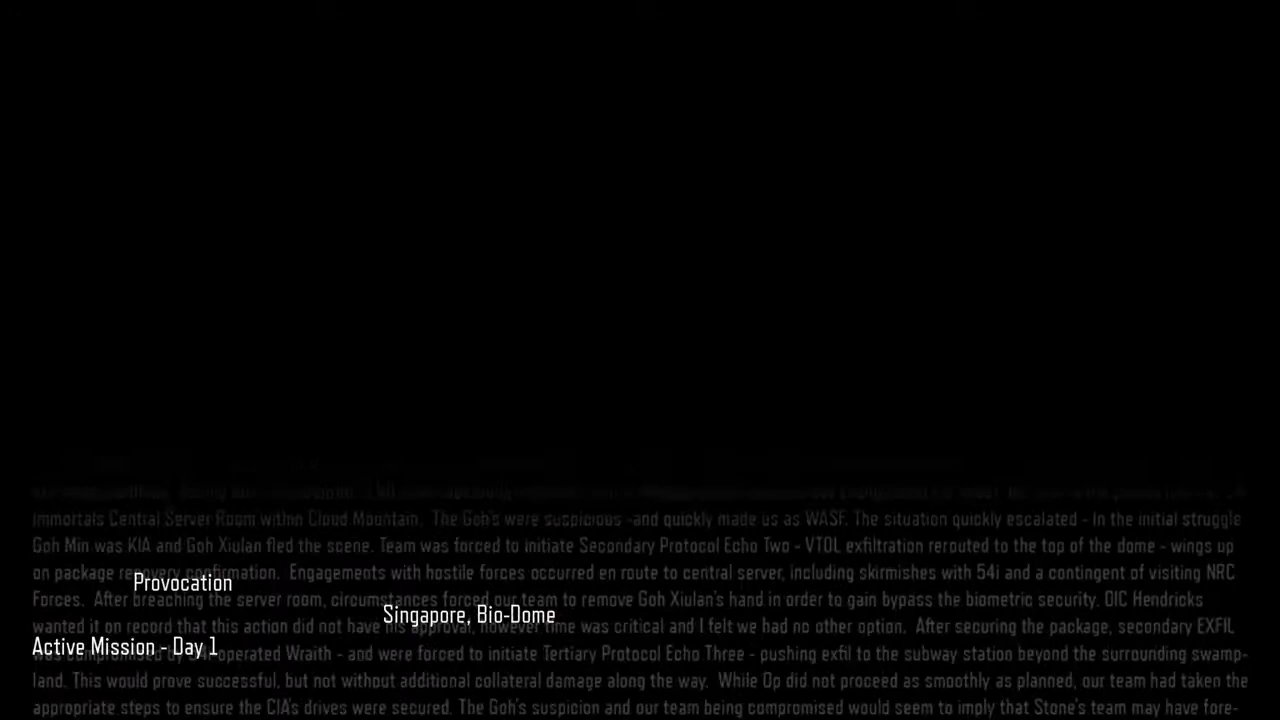 Immortals Central Server Room within Cloud Mountain. The Goh's were suspicious -and quickly made us as WASF. The situation quickly escalated - In the initial struggle
Goh Min was KIA and Goh Xiulan fled the scene. Team was forced to initiate Secondary Protocol Echo Two - VTOL exfiltration rerouted to the top of the dome - wings up
on package recovery confirmation. Engagements with hostile forces occurred en route to central server, including skirmishes with 54i and a contingent of visiting NRC
Provocation
Forces. After breaching the server room, circumstances forced our team to remove Goh Xiulan's hand in order to gain bypass the biometric security. OIC Hendricks
Singapore, Bio-Dome
wanted it on record that this action did not have his approval, however time was critical and I felt we had no other option. After securing the package, secondary EXFIL
Active Mission - Day 1
was compromised by 54i operated Wraith - and were forced to initiate Tertiary Protocol Echo Three - pushing exfil to the subway station beyond the surrounding swamp-
land. This would prove successful, but not without additional collateral damage along the way. While Op did not proceed as smoothly as planned, our team had taken the
appropriate steps to ensure the CIA's drives were secured. The Goh's suspicion and our team being compromised would seem to imply that Stone's team may have fore-